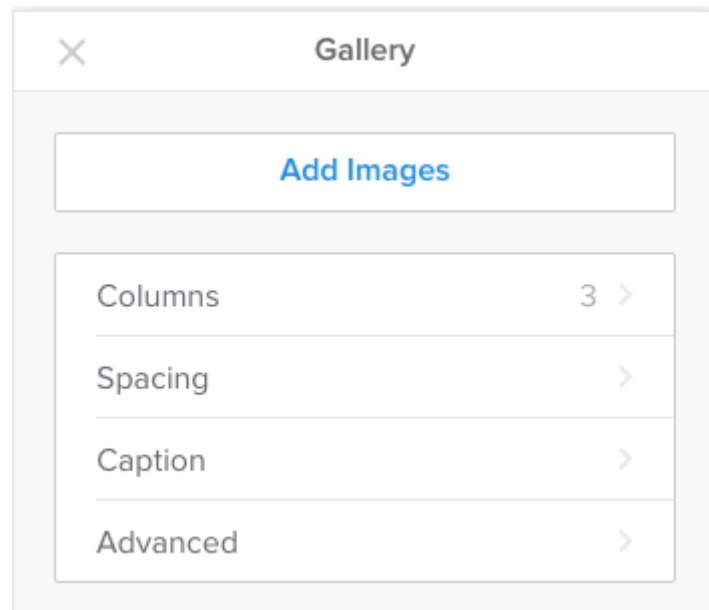 Gallery
Add Images
Columns 3
Spacing
Caption
Advanced